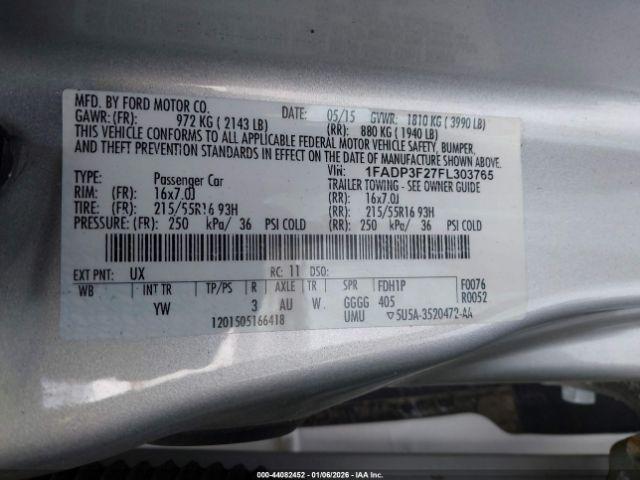 MFD. BY FORD MOTOR CO. DATE: 05/15 GVWR: 1810 KG ( 3990 LB)
GAWR: (FR): 972 KG ( 2143 LB) (RR): 880 KG ( 1940 LB)
THIS VEHICLE CONFORMS TO ALL APPLICABLE FEDERAL MOTOR VEHICLE SAFETY, BUMPER,
AND THEFT PREVENTION STANDARDS IN EFFECT ON THE DATE OF MANUFACTURE SHOWN ABOVE.
VIN: 1FADP3F27FL303765
TYPE: Passenger Car TRAILER TOWING - SEE OWNER GUIDE
RIM: (FR) 16x7.0J (RR): 16x7.0J
TIRE: (FR) 215/55R16 93H (RR): 215/55R16 93H
PRESSURE: (FR): 250 kPa/ 36 PSI COLD (RR): 250 kPa/ 36 PSI COLD
EXT PNT: UX RC: 11 DSO: F0076
WB INT TR TP/PS R AXLE TR SPR FDH1P R0052
YW 3 AU W GGGG 405
1201505166418 UMU ▽5U5A-3520472-AA
000-44082452 - 01/06/2026 - IAA Inc.